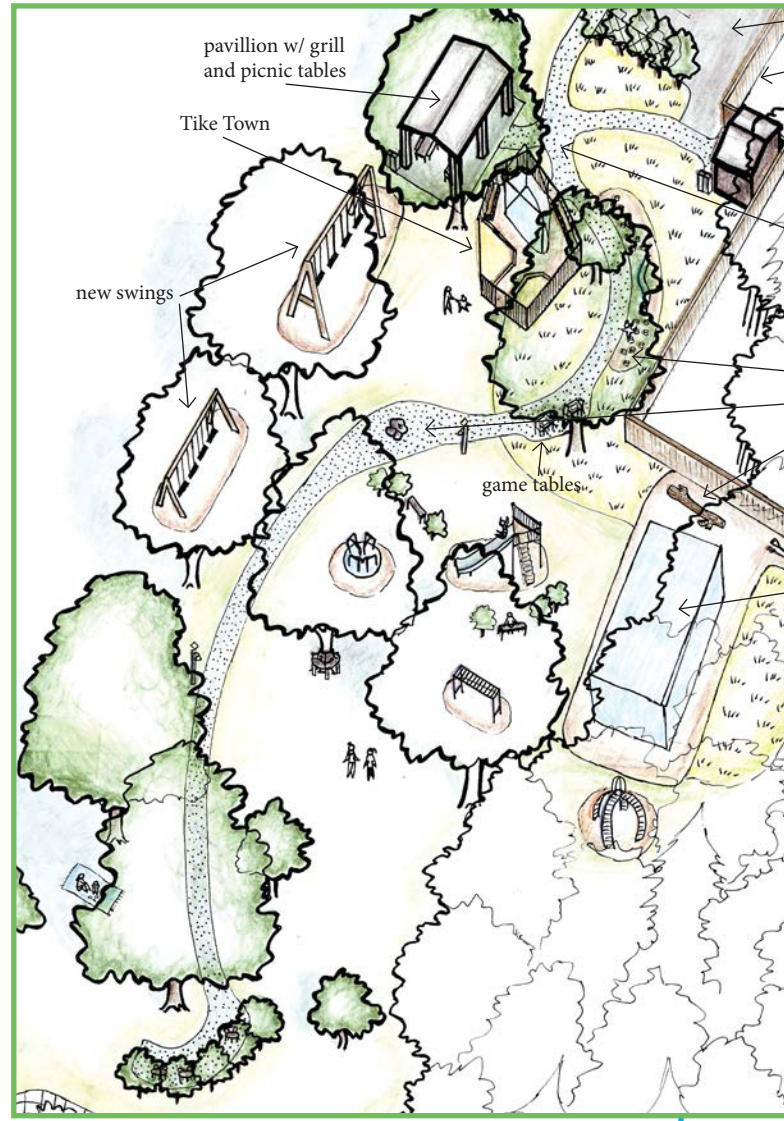 pavillion w/ grill
and picnic tables
Tike Town
new swings
game tables